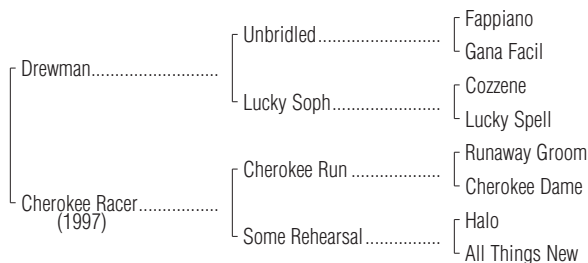 Fappiano
Unbridled..................................
Gana Facil
Drewman...........................
Cozzene
Lucky Soph.............................
Lucky Spell
Runaway Groom
Cherokee Run ........................
Cherokee Dame
Cherokee Racer.................
(1997)
Halo
Some Rehearsal....................
All Things New